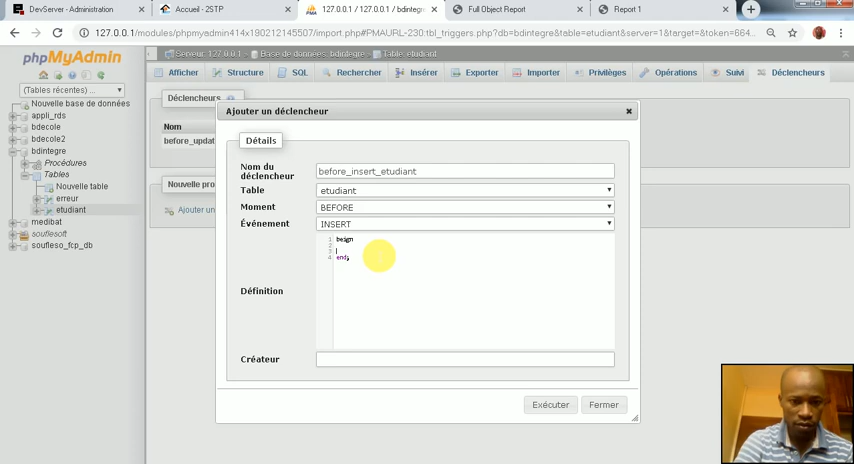 DevServer - Administration
Accueil - 2STP
127.0.0.1 / 127.0.0.1 / bdintegre
Full Object Report
Report 1
127.0.0.1/modules/phpmyadmin414x190212145507/import.php#PMAURL-230:tbl_triggers.php?db=bdintegre&table=etudiant&server=1&target=&token=664...
phpMyAdmin
(Tables récentes) ...
Nouvelle base de données
appli_rds
bdecole
bdecole2
bdintegre
Procédures
Tables
Nouvelle table
erreur
etudiant
medibat
souflesoft
soufleso_fcp_db
Serveur: 127.0.0.1 » Base de données: bdintegre » Table: etudiant
Afficher
Structure
SQL
Rechercher
Insérer
Exporter
Importer
Privilèges
Opérations
Suivi
Déclencheurs
Déclencheurs
Nom
before_updat
Nouvelle pro
Ajouter un
Ajouter un déclencheur
Détails
Nom du déclencheur
before_insert_etudiant
Table
etudiant
Moment
BEFORE
Événement
INSERT
Définition
1 beign
2
3
4 end;
Créateur
Exécuter
Fermer